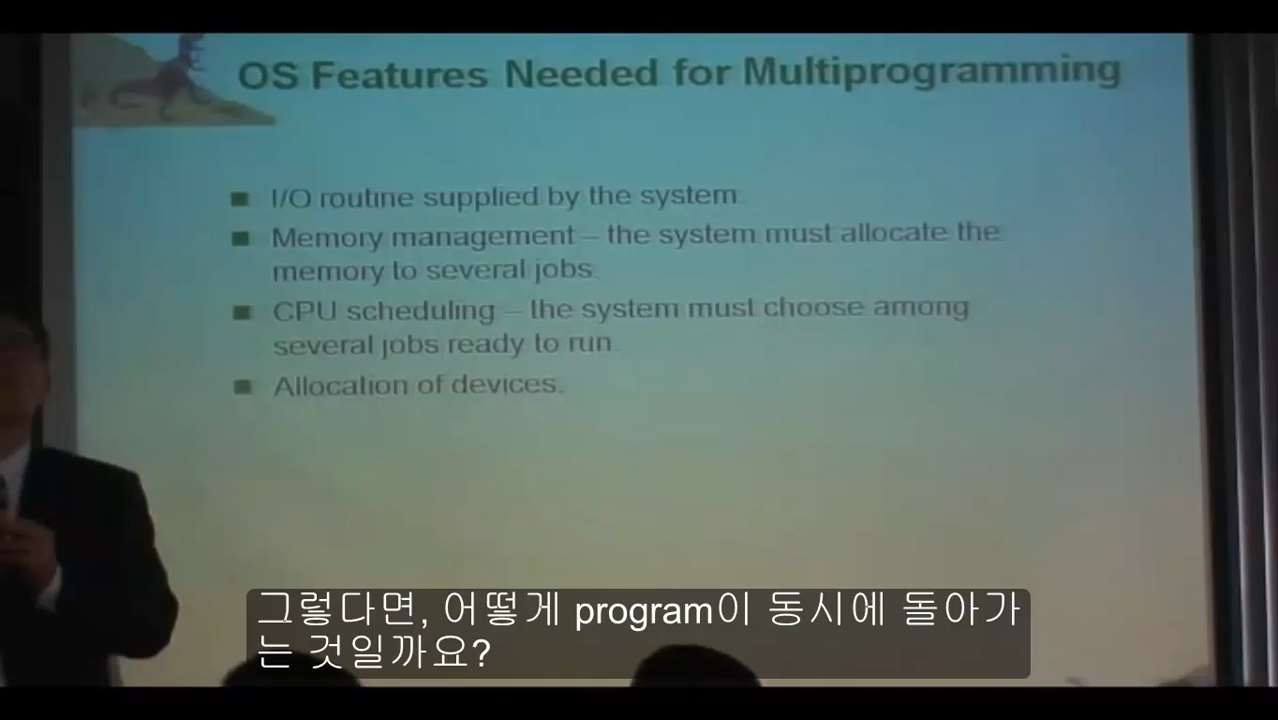 OS Features Needed for Multiprogramming
I/O routine supplied by the system.
Memory management – the system must allocate the
memory to several jobs.
CPU scheduling – the system must choose among
several jobs ready to run.
Allocation of devices.
그렇다면, 어떻게 program이 동시에 돌아가
는 것일까요?